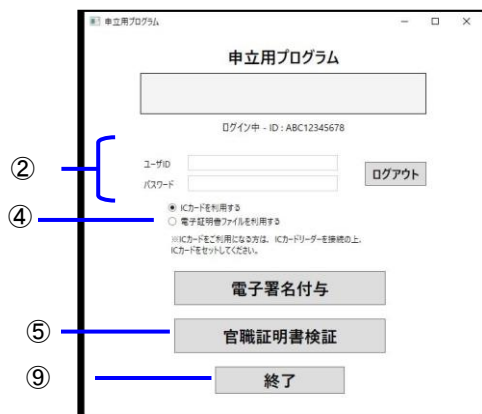 申立用プログラム
申立用プログラム
ログイン中 - ID : ABC12345678
②
ユーザID
パスワード
ログアウト
ICカードを利用する
④
電子証明書ファイルを利用する
※ICカードをご利用になる方は、ICカードリーダーを接続の上、
ICカードをセットしてください。
電子署名付与
⑤
官職証明書検証
⑨
終了